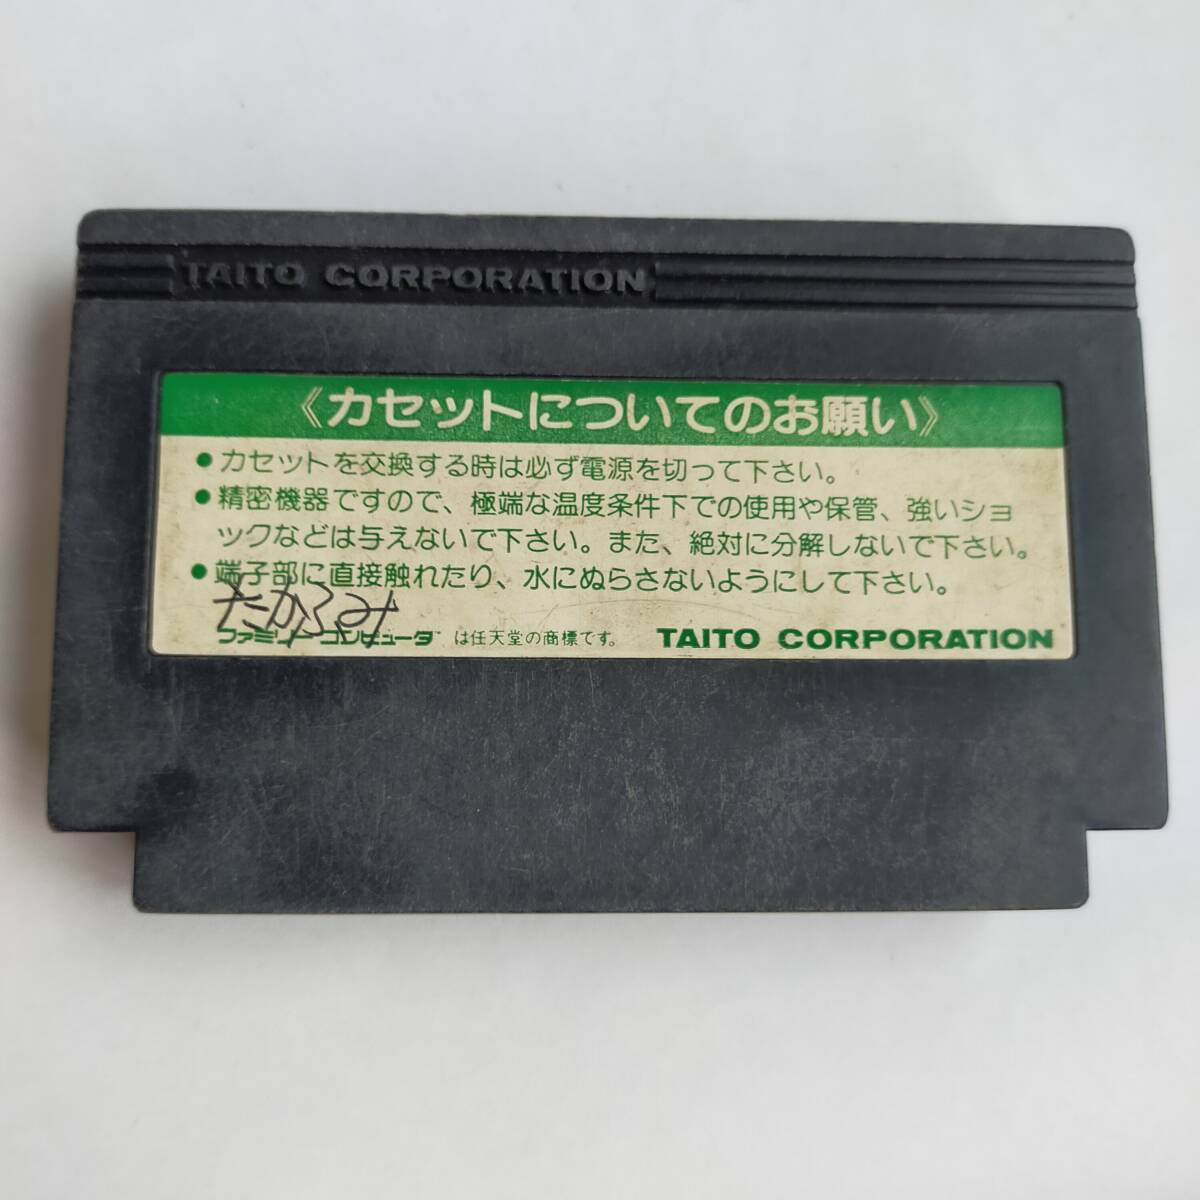 TAITO CORPORATION
《カセットについてのお願い》
●カセットを交換する時は必ず電源を切って下さい。
●精密機器ですので、極端な温度条件下での使用や保管、強いショ
ックなどは与えないで下さい。また、絶対に分解しないで下さい。
●端子部に直接触れたり、水にぬらさないようにして下さい。
たかふみ
ファミリーコンピュータ™ は任天堂の商標です。 TAITO CORPORATION